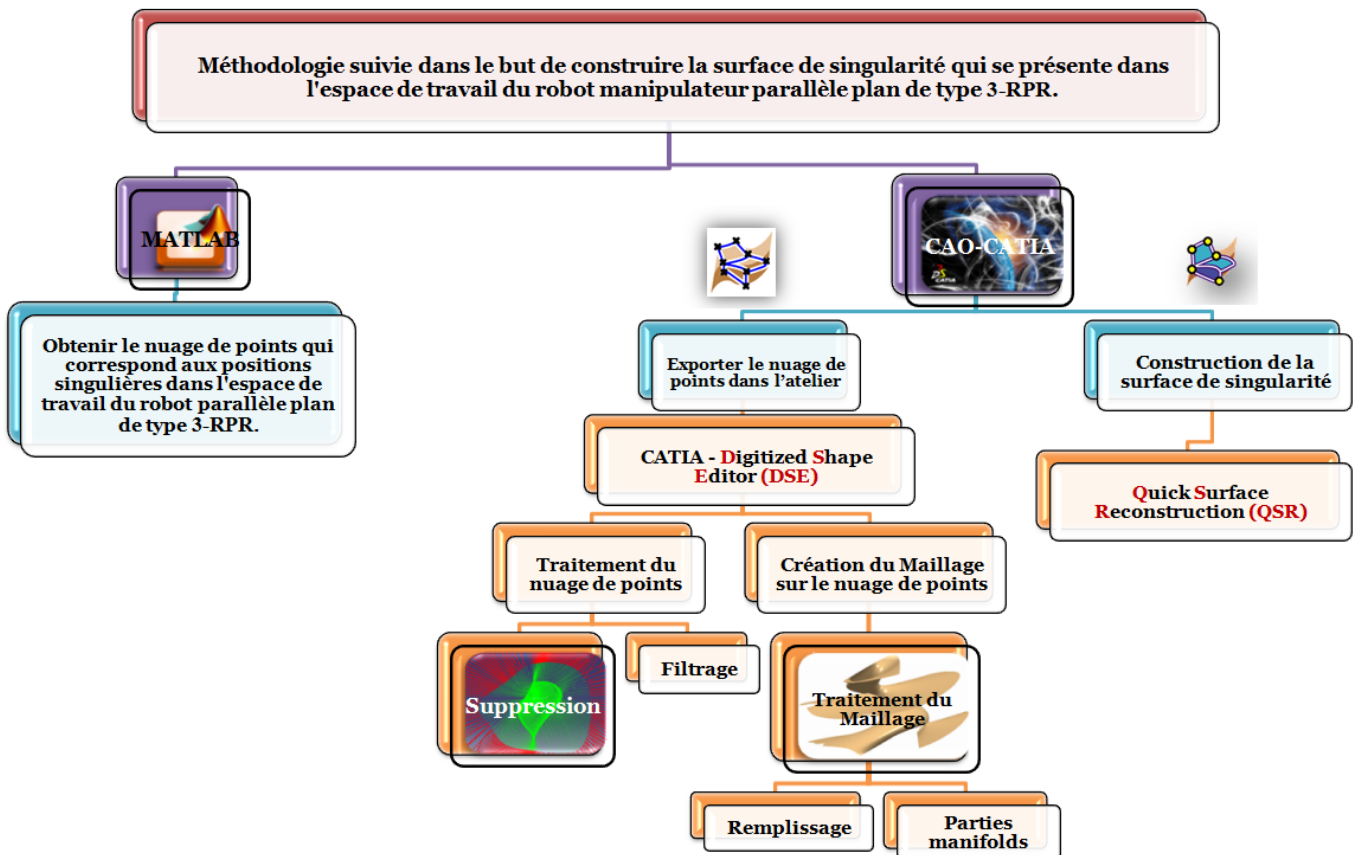 Méthodologie suivie dans le but de construire la surface de singularité qui se présente dans
l'espace de travail du robot manipulateur parallèle plan de type 3-RPR.
MATLAB
CAO-CATIA
CATIA
Obtenir le nuage de points qui
correspond aux positions
singulières dans l'espace de
travail du robot parallèle plan
de type 3-RPR.
Exporter le nuage de
points dans l’atelier
Construction de la
surface de singularité
CATIA - Digitized Shape
Editor (DSE)
Quick Surface
Reconstruction (QSR)
Traitement du
nuage de points
Création du Maillage
sur le nuage de points
Suppression
Filtrage
Traitement du
Maillage
Remplissage
Parties
manifolds